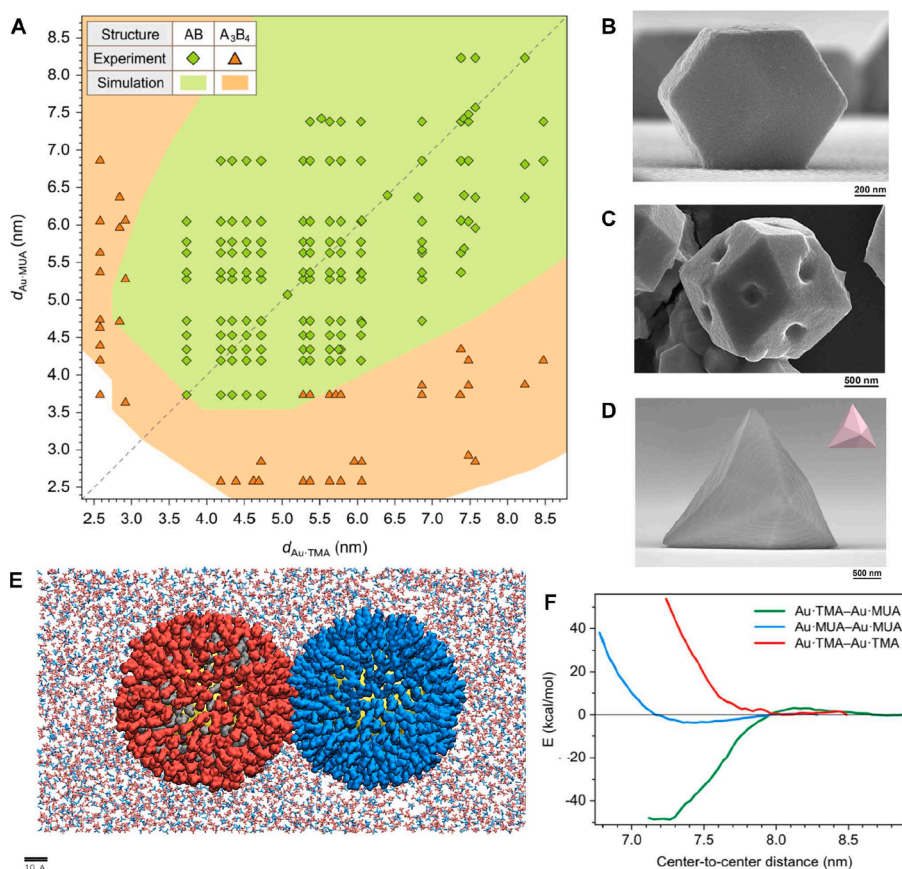 A
Structure AB A₃B₄
Experiment
Simulation
8.0
7.5
7.0
6.5
6.0
5.5
5.0
4.5
4.0
3.5
3.0
2.5
d Au·MUA (nm)
2.5 3.0 3.5 4.0 4.5 5.0 5.5 6.0 6.5 7.0 7.5 8.0 8.5
d Au·TMA (nm)
B
200 nm
C
500 nm
D
500 nm
E
10 A
F
Au·TMA–Au·MUA
Au·MUA–Au·MUA
Au·TMA–Au·TMA
40
20
0
-20
-40
E (kcal/mol)
7.0 7.5 8.0 8.5
Center-to-center distance (nm)